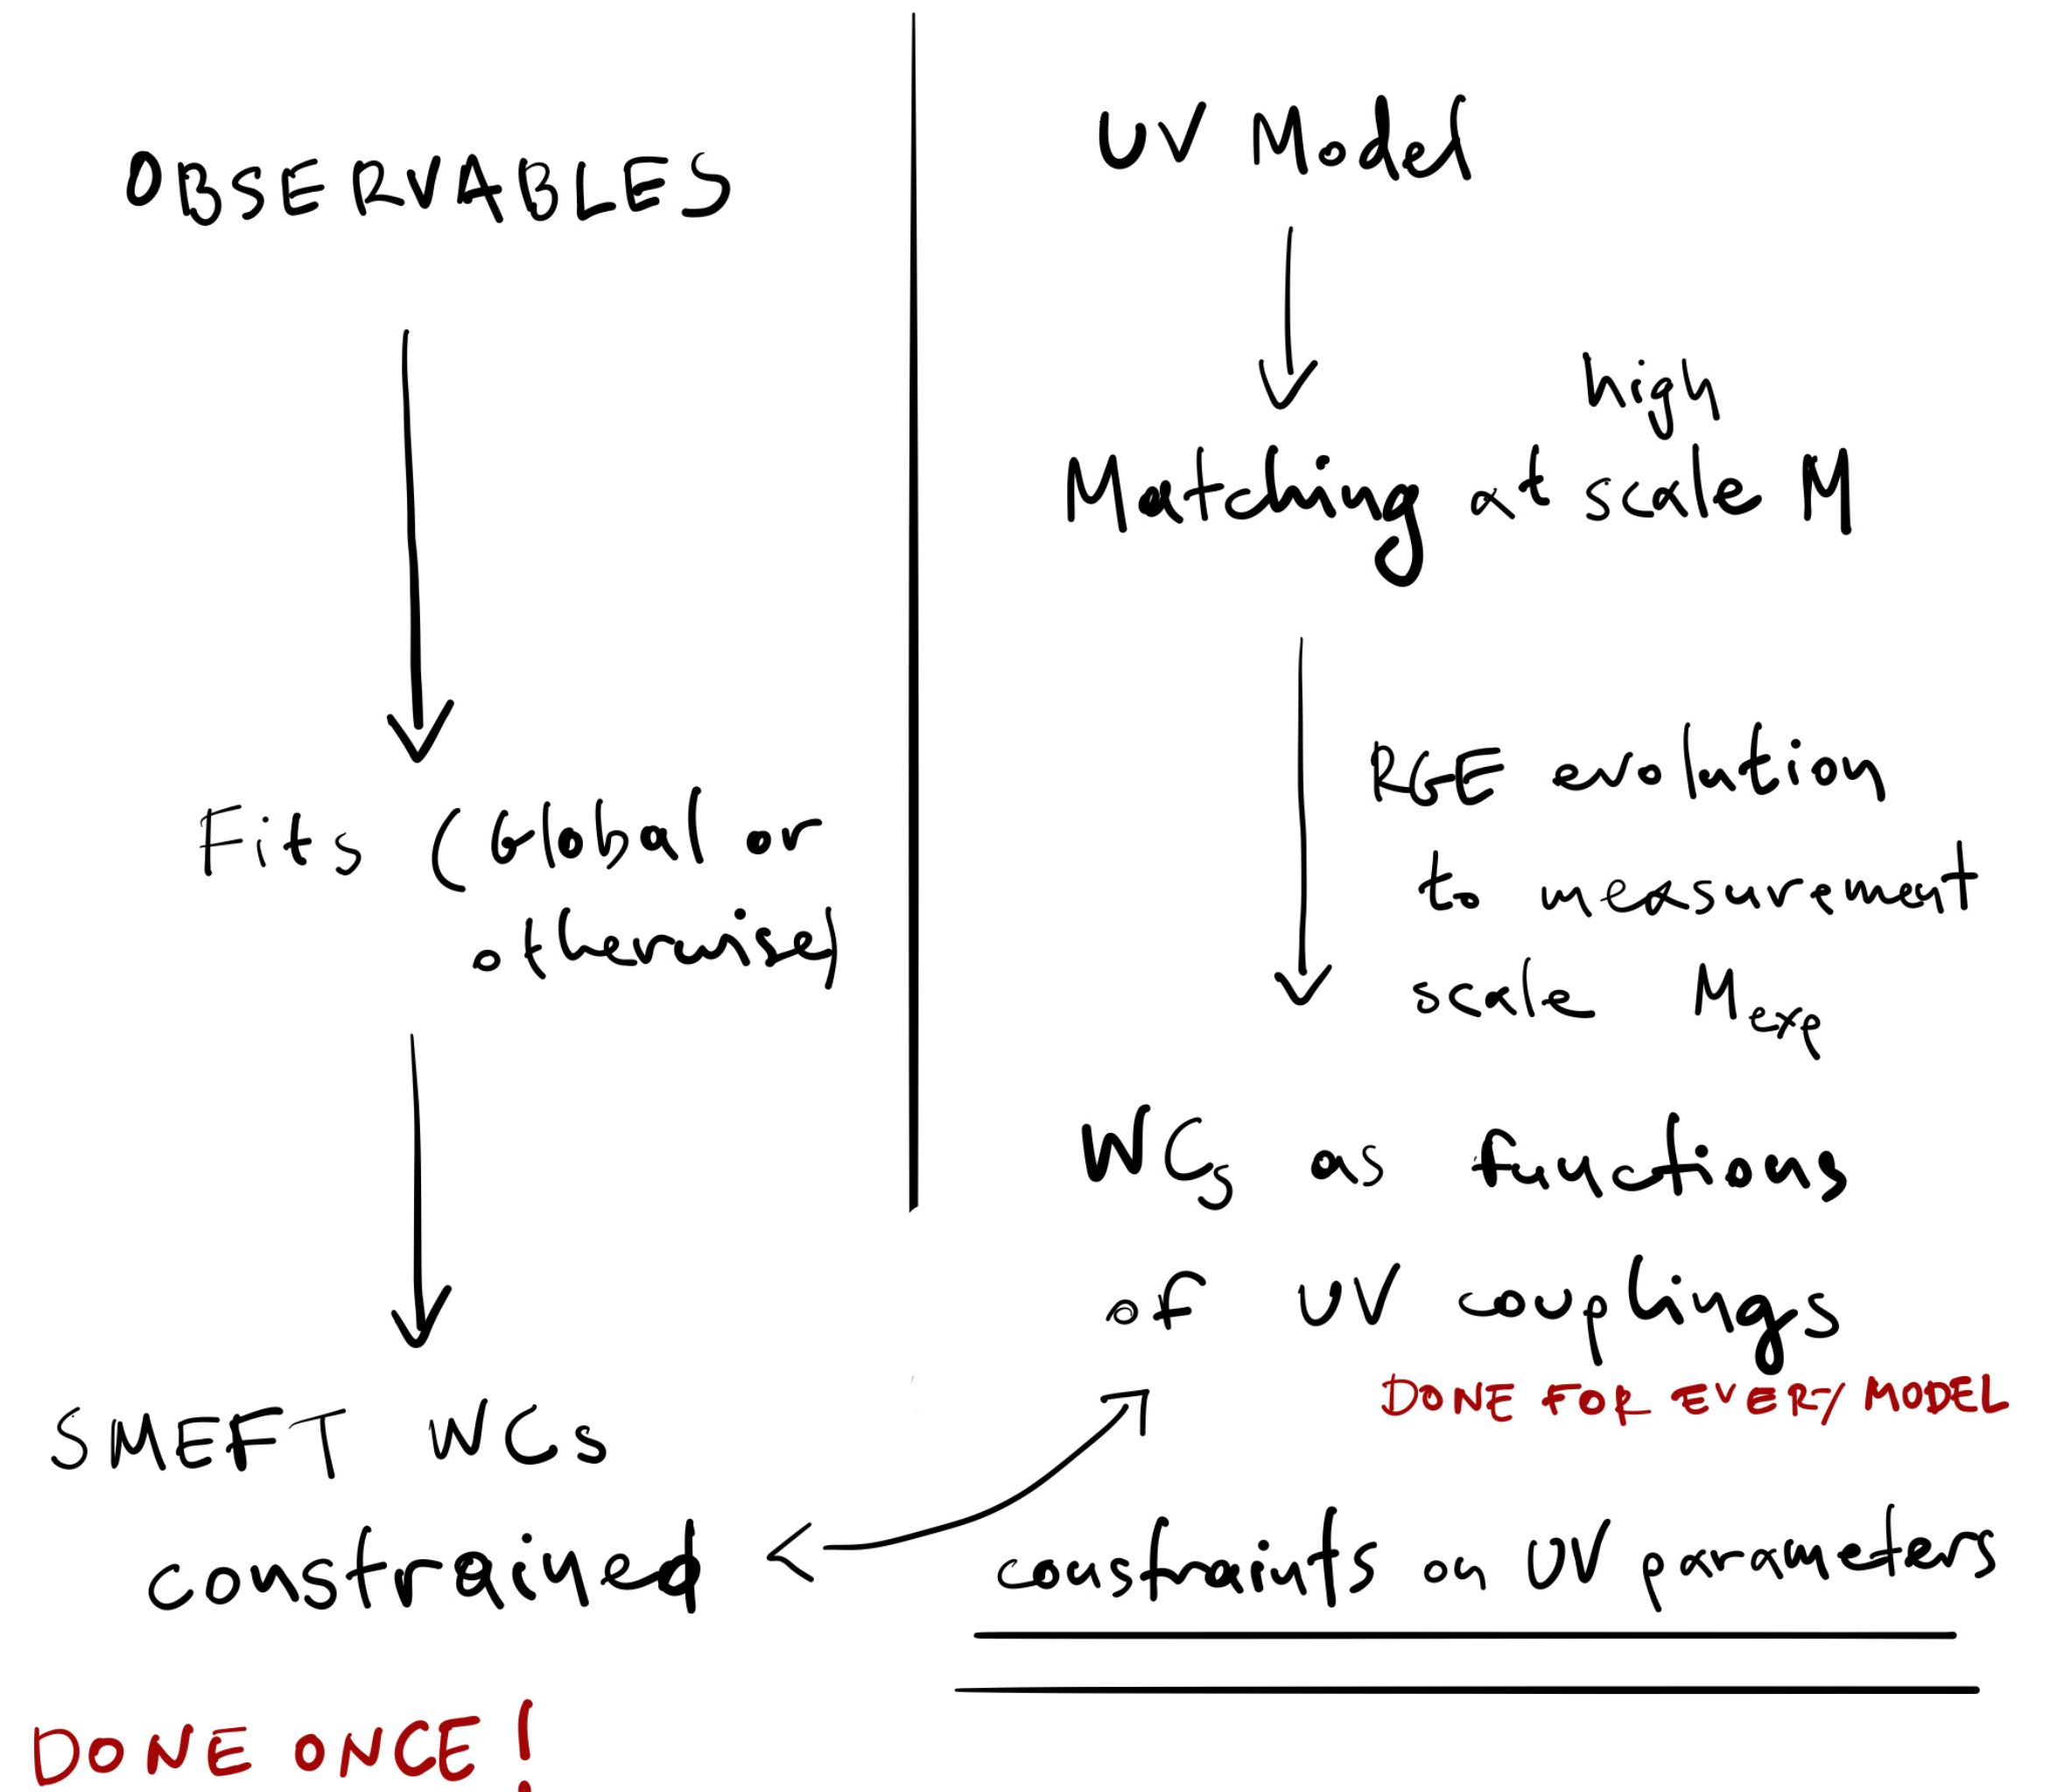 OBSERVABLES
Fits (Global or
otherwise)
SMEFT WCs
constrained
DONE ONCE!
UV Model
high
Matching at scale M
RGE evolution
to measurement
scale Mexp
WCs as functions
of UV couplings
DONE FOR EVERY MODEL
constraints on UV parameters